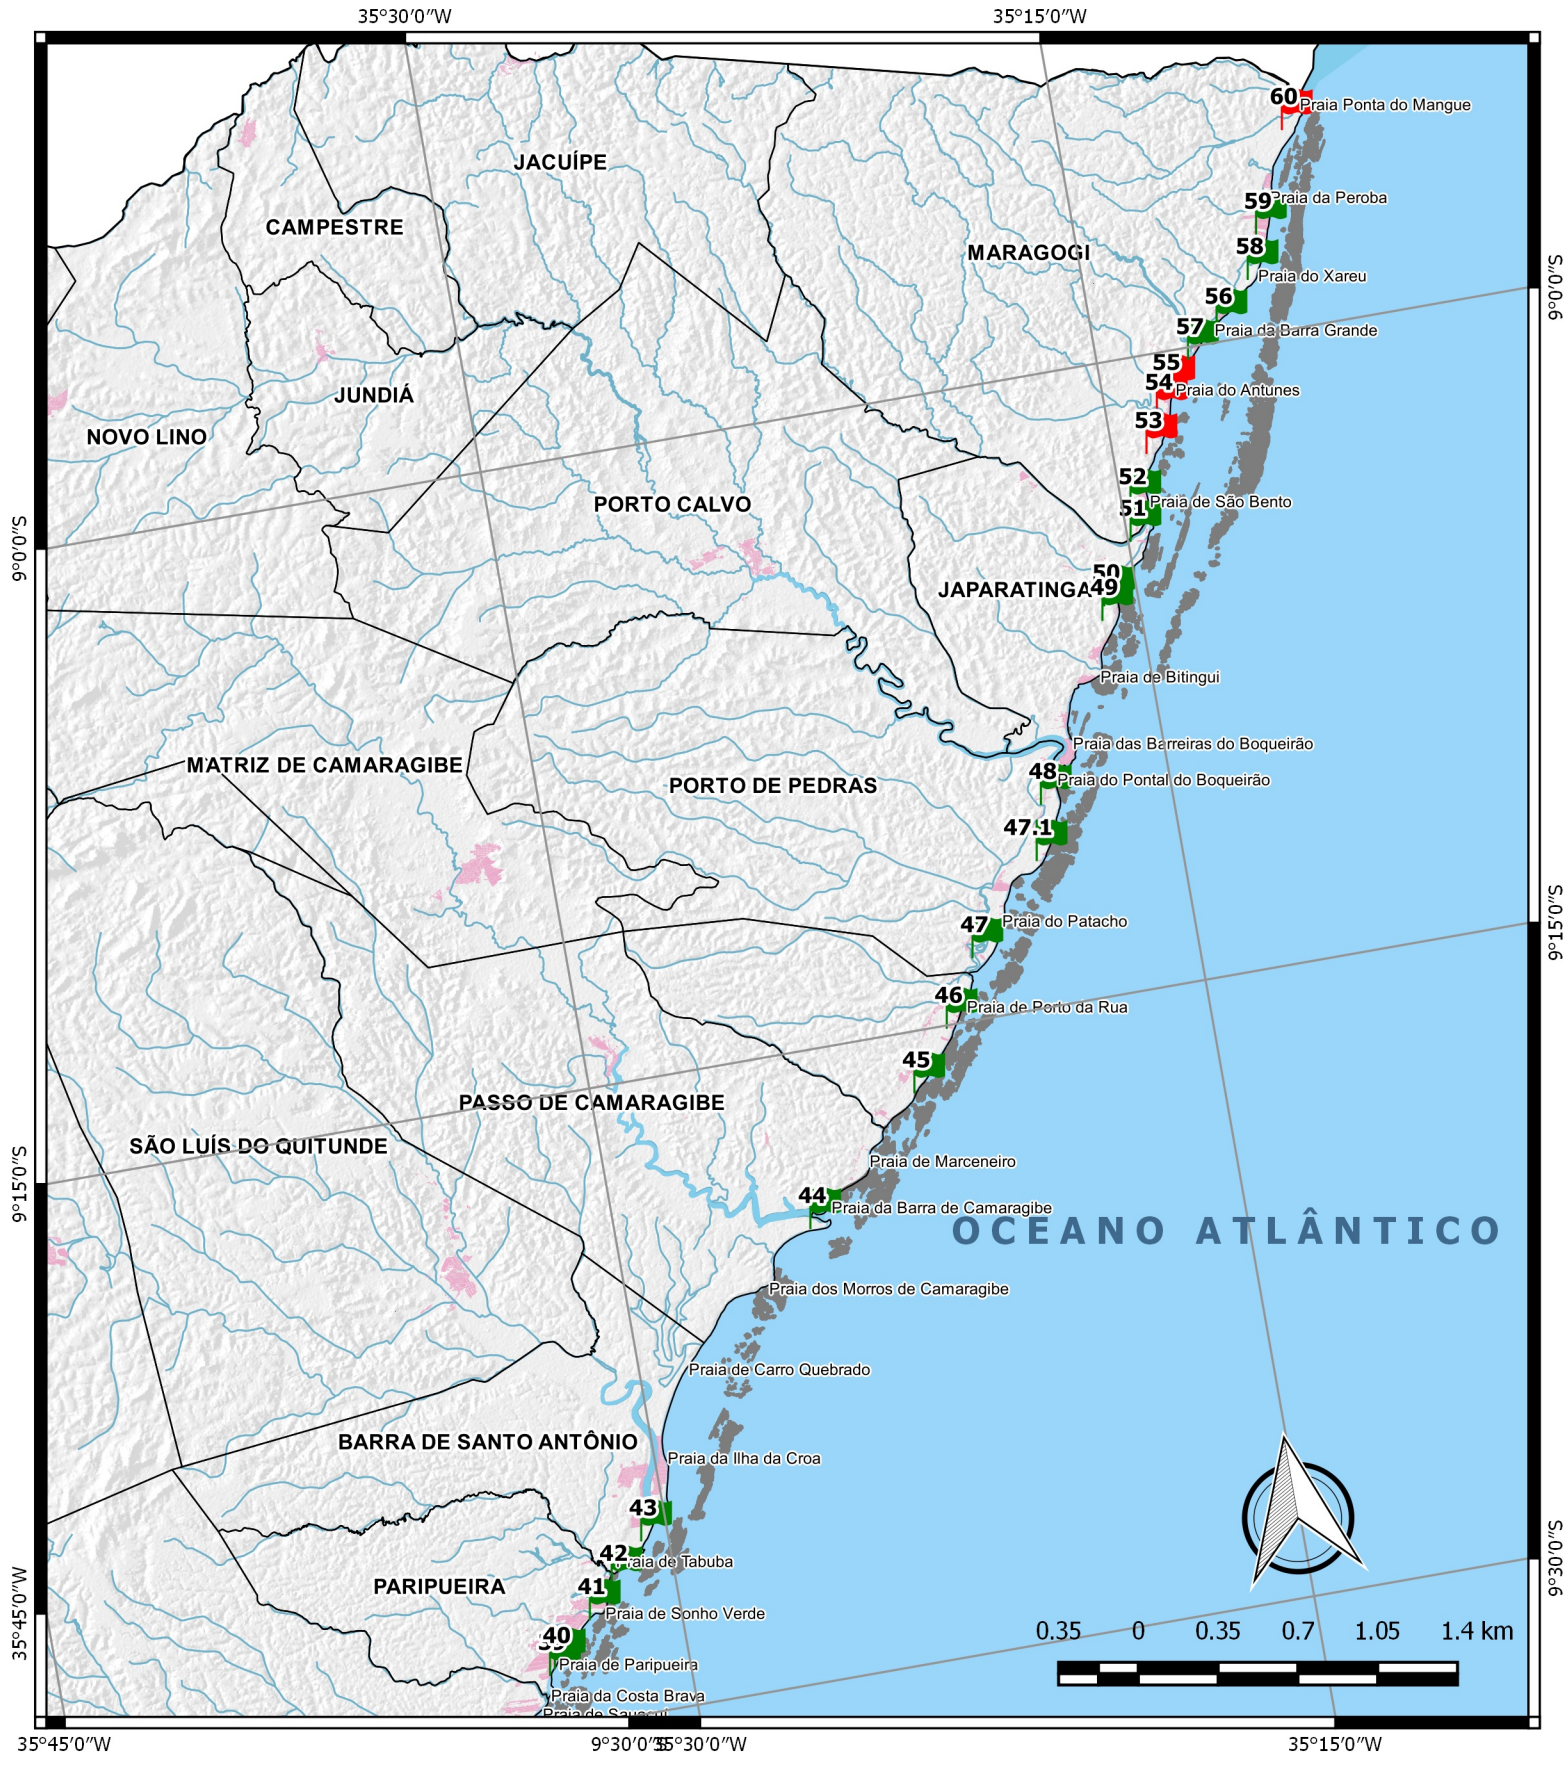 35°30′0″W
35°15′0″W
60
Praia Ponta do Mangue
JACUÍPE
59
Praia da Peroba
CAMPESTRE
58
MARAGOGI
Praia do Xareu
9°0′0″S
56
57
Praia da Barra Grande
55
54
Praia do Antunes
JUNDIÁ
53
NOVO LINO
52
PORTO CALVO
Praia de São Bento
51
9°0′0″S
50
JAPARATINGA
49
Praia de Bitingui
Praia das Barreiras do Boqueirão
MATRIZ DE CAMARAGIBE
48
Praia do Pontal do Boqueirão
PORTO DE PEDRAS
47.1
47
Praia do Patacho
9°15′0″S
46
Praia de Porto da Rua
45
PASSO DE CAMARAGIBE
SÃO LUÍS DO QUITUNDE
Praia de Marceneiro
9°15′0″S
44
Praia da Barra de Camaragibe
OCEANO ATLÂNTICO
Praia dos Morros de Camaragibe
Praia de Carro Quebrado
BARRA DE SANTO ANTÔNIO
Praia da Ilha da Croa
43
42
Praia de Tabuba
9°30′0″S
PARIPUEIRA
41
Praia de Sonho Verde
35°45′0″W
40
39
0.35 0 0.35 0.7 1.05 1.4 km
Praia de Paripueira
Praia da Costa Brava
35°45′0″W
9°30′0″S
35°30′0″W
35°15′0″W